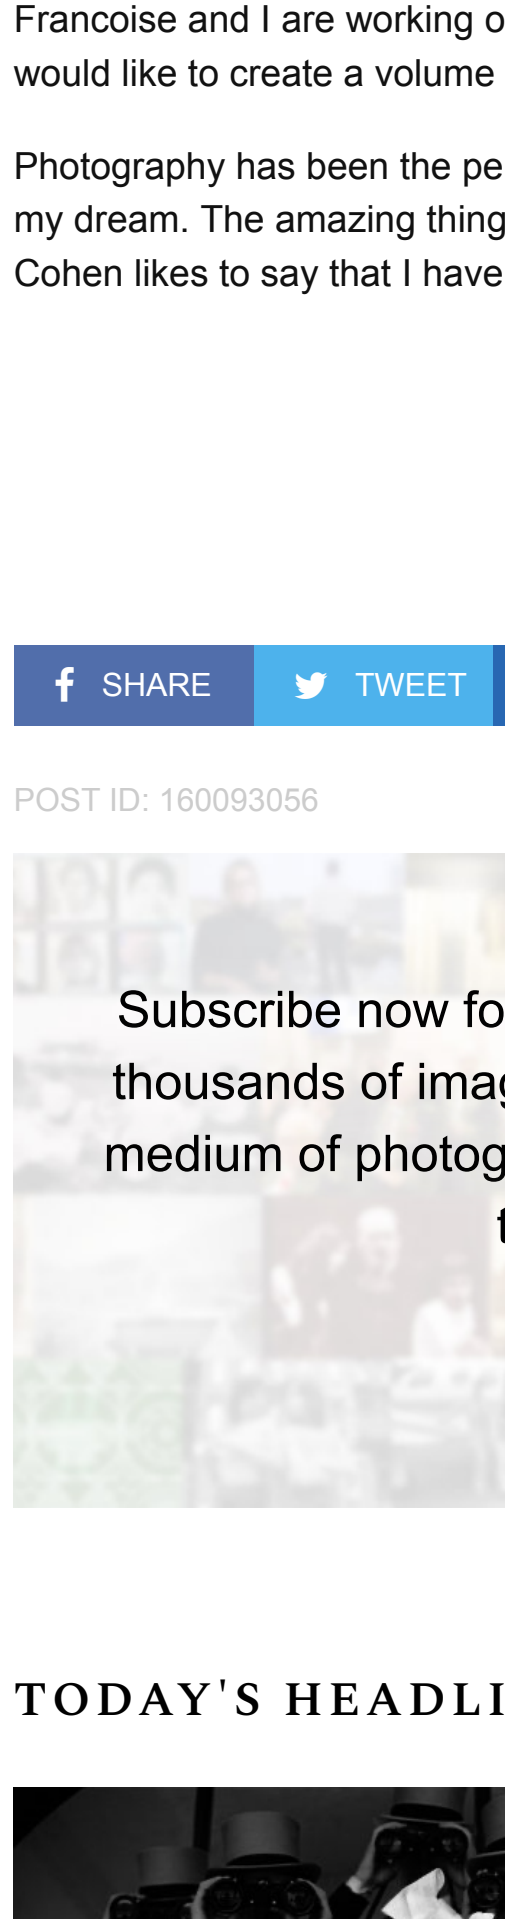 Francoise and I are working o
would like to create a volume
Photography has been the pe
my dream. The amazing thing
Cohen likes to say that I have
SHARE TWEET
POST ID: 160093056
Subscribe now fo
thousands of imag
medium of photog
t
TODAY'S HEADLI